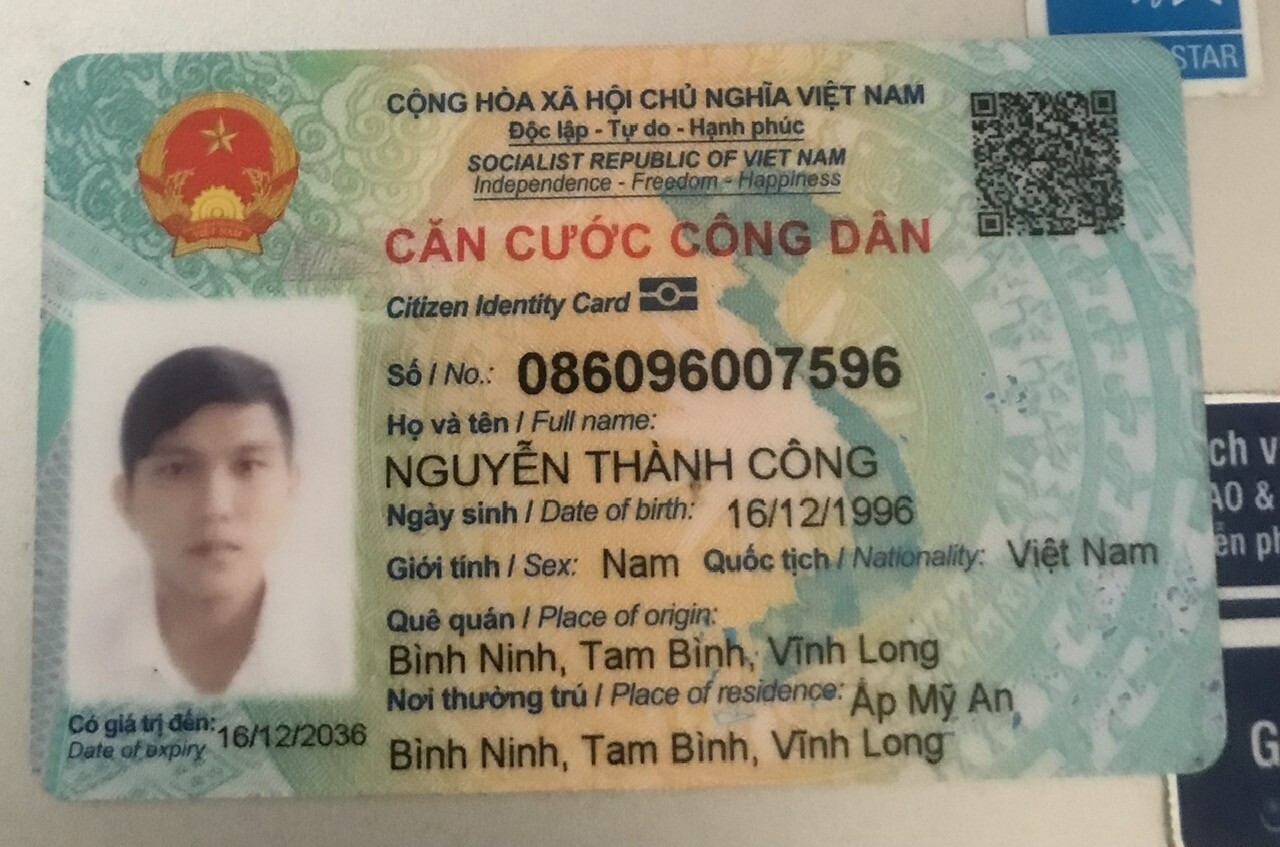 STAR
CỘNG HÒA XÃ HỘI CHỦ NGHĨA VIỆT NAM
Độc lập - Tự do - Hạnh phúc
SOCIALIST REPUBLIC OF VIET NAM
Independence - Freedom - Happiness
CĂN CƯỚC CÔNG DÂN
Citizen Identity Card
Số / No.: 086096007596
Họ và tên / Full name:
NGUYỄN THÀNH CÔNG
Ngày sinh / Date of birth: 16/12/1996
Giới tính / Sex: Nam Quốc tịch / Nationality: Việt Nam
Quê quán / Place of origin:
Bình Ninh, Tam Bình, Vĩnh Long
Nơi thường trú / Place of residence: Ấp Mỹ An,
Bình Ninh, Tam Bình, Vĩnh Long
Có giá trị đến: 16/12/2036
Date of expiry